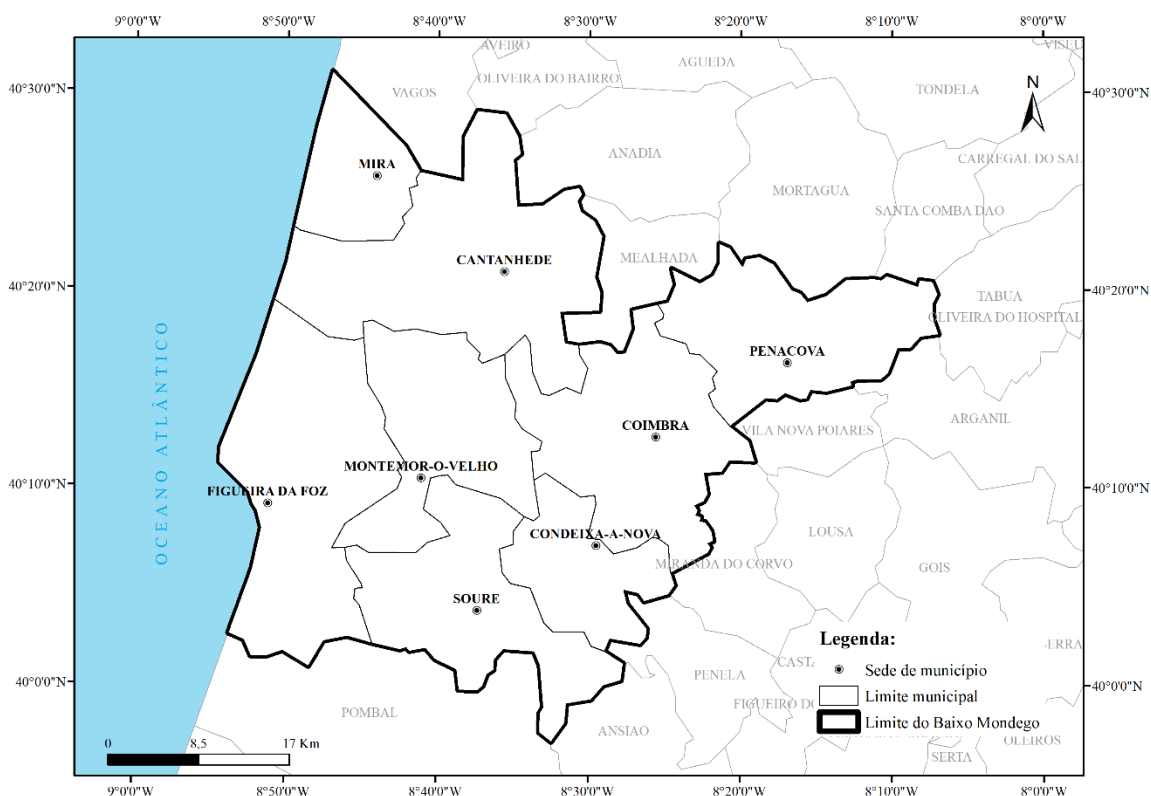 9°0'0"W 8°50'0"W 8°40'0"W 8°30'0"W 8°20'0"W 8°10'0"W 8°0'0"W
AVEIRO
VISEU
OLIVEIRA DO BAIRRO
AGUEDA
TONDELA
40°30'0"N
40°30'0"N
VAGOS
N
ANADIA
CARREGAL DO SAL
MIRA
MORTAGUA
SANTA COMBA DAO
CANTANHEDE
MEALHADA
40°20'0"N
40°20'0"N
TABUA
OLIVEIRA DO HOSPITAL
PENACOVA
OCEANO ATLÂNTICO
COIMBRA
VILA NOVA POIARES
ARGANIL
MONTEMOR-O-VELHO
40°10'0"N
40°10'0"N
FIGUEIRA DA FOZ
CONDEIXA-A-NOVA
LOUSA
MIRANDA DO CORVO
GOIS
SOURE
Legenda:
Sede de município
Limite municipal
Limite do Baixo Mondego
ERRA
CAST
PENELA
40°0'0"N
40°0'0"N
FIGUEIRO DO
POMBAL
ANSIAO
OLEIROS
SERTA
0 8,5 17 Km
9°0'0"W 8°50'0"W 8°40'0"W 8°30'0"W 8°20'0"W 8°10'0"W 8°0'0"W